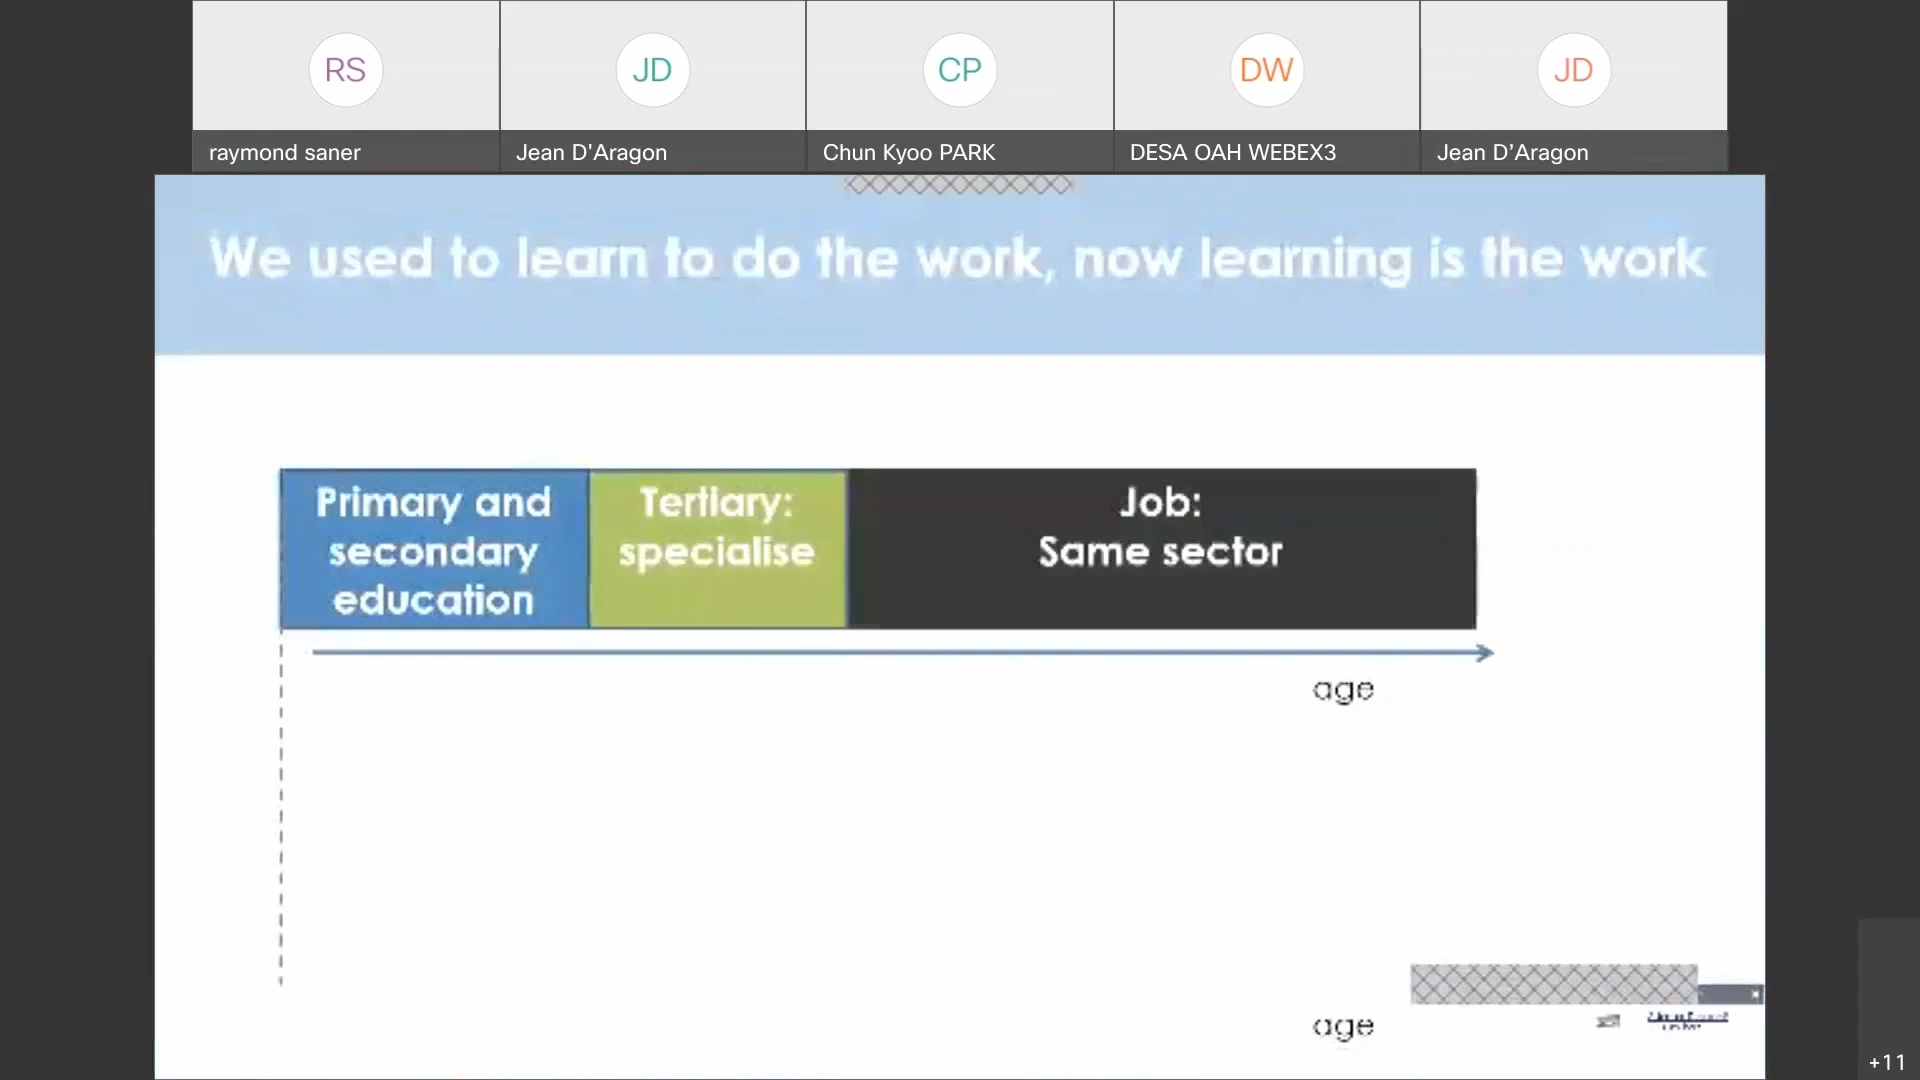 RS
JD
CP
DW
JD
raymond saner
Jean D'Aragon
Chun Kyoo PARK
DESA OAH WEBEX3
Jean D’Aragon
We used to learn to do the work, now learning is the work
Primary and
secondary
education
Tertiary:
specialise
Job:
Same sector
age
age
+11